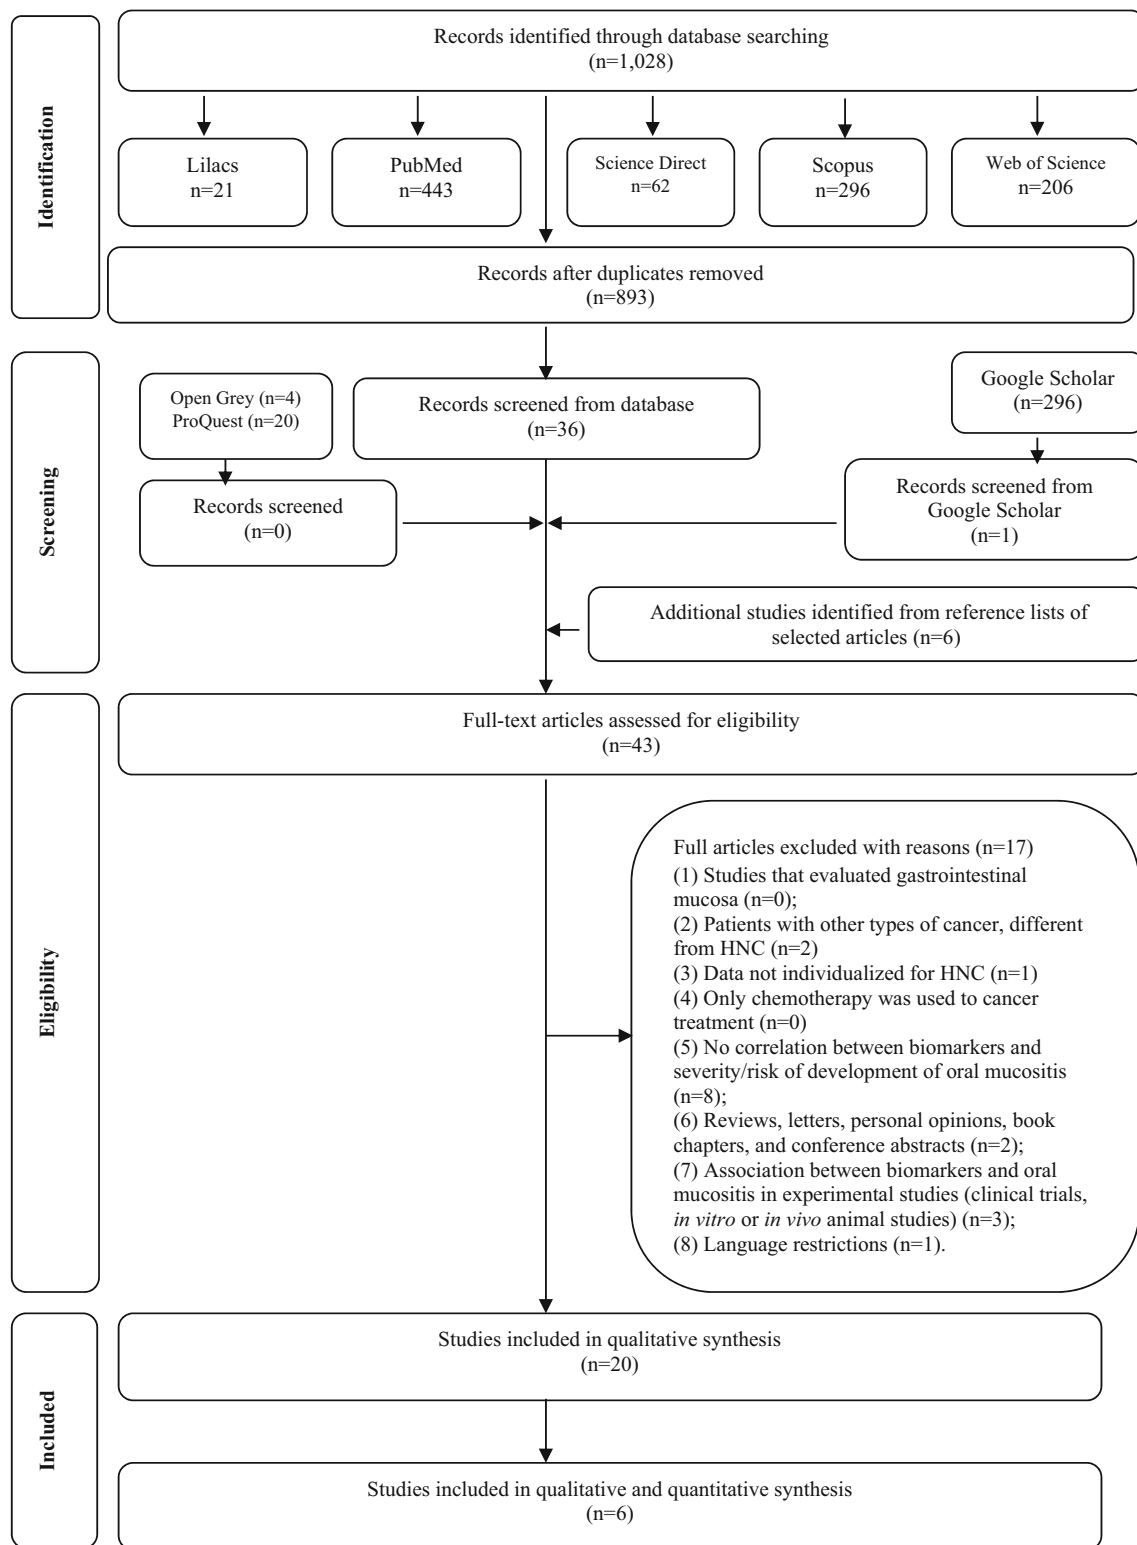 Identification
Records identified through database searching
(n=1,028)
Lilacs
n=21
PubMed
n=443
Science Direct
n=62
Scopus
n=296
Web of Science
n=206
Records after duplicates removed
(n=893)
Screening
Open Grey (n=4)
ProQuest (n=20)
Records screened from database
(n=36)
Google Scholar
(n=296)
Records screened
(n=0)
Records screened from
Google Scholar
(n=1)
Additional studies identified from reference lists of
selected articles (n=6)
Eligibility
Full-text articles assessed for eligibility
(n=43)
Full articles excluded with reasons (n=17)
(1) Studies that evaluated gastrointestinal
mucosa (n=0);
(2) Patients with other types of cancer, different
from HNC (n=2)
(3) Data not individualized for HNC (n=1)
(4) Only chemotherapy was used to cancer
treatment (n=0)
(5) No correlation between biomarkers and
severity/risk of development of oral mucositis
(n=8);
(6) Reviews, letters, personal opinions, book
chapters, and conference abstracts (n=2);
(7) Association between biomarkers and oral
mucositis in experimental studies (clinical trials,
in vitro or in vivo animal studies) (n=3);
(8) Language restrictions (n=1).
Included
Studies included in qualitative synthesis
(n=20)
Studies included in qualitative and quantitative synthesis
(n=6)